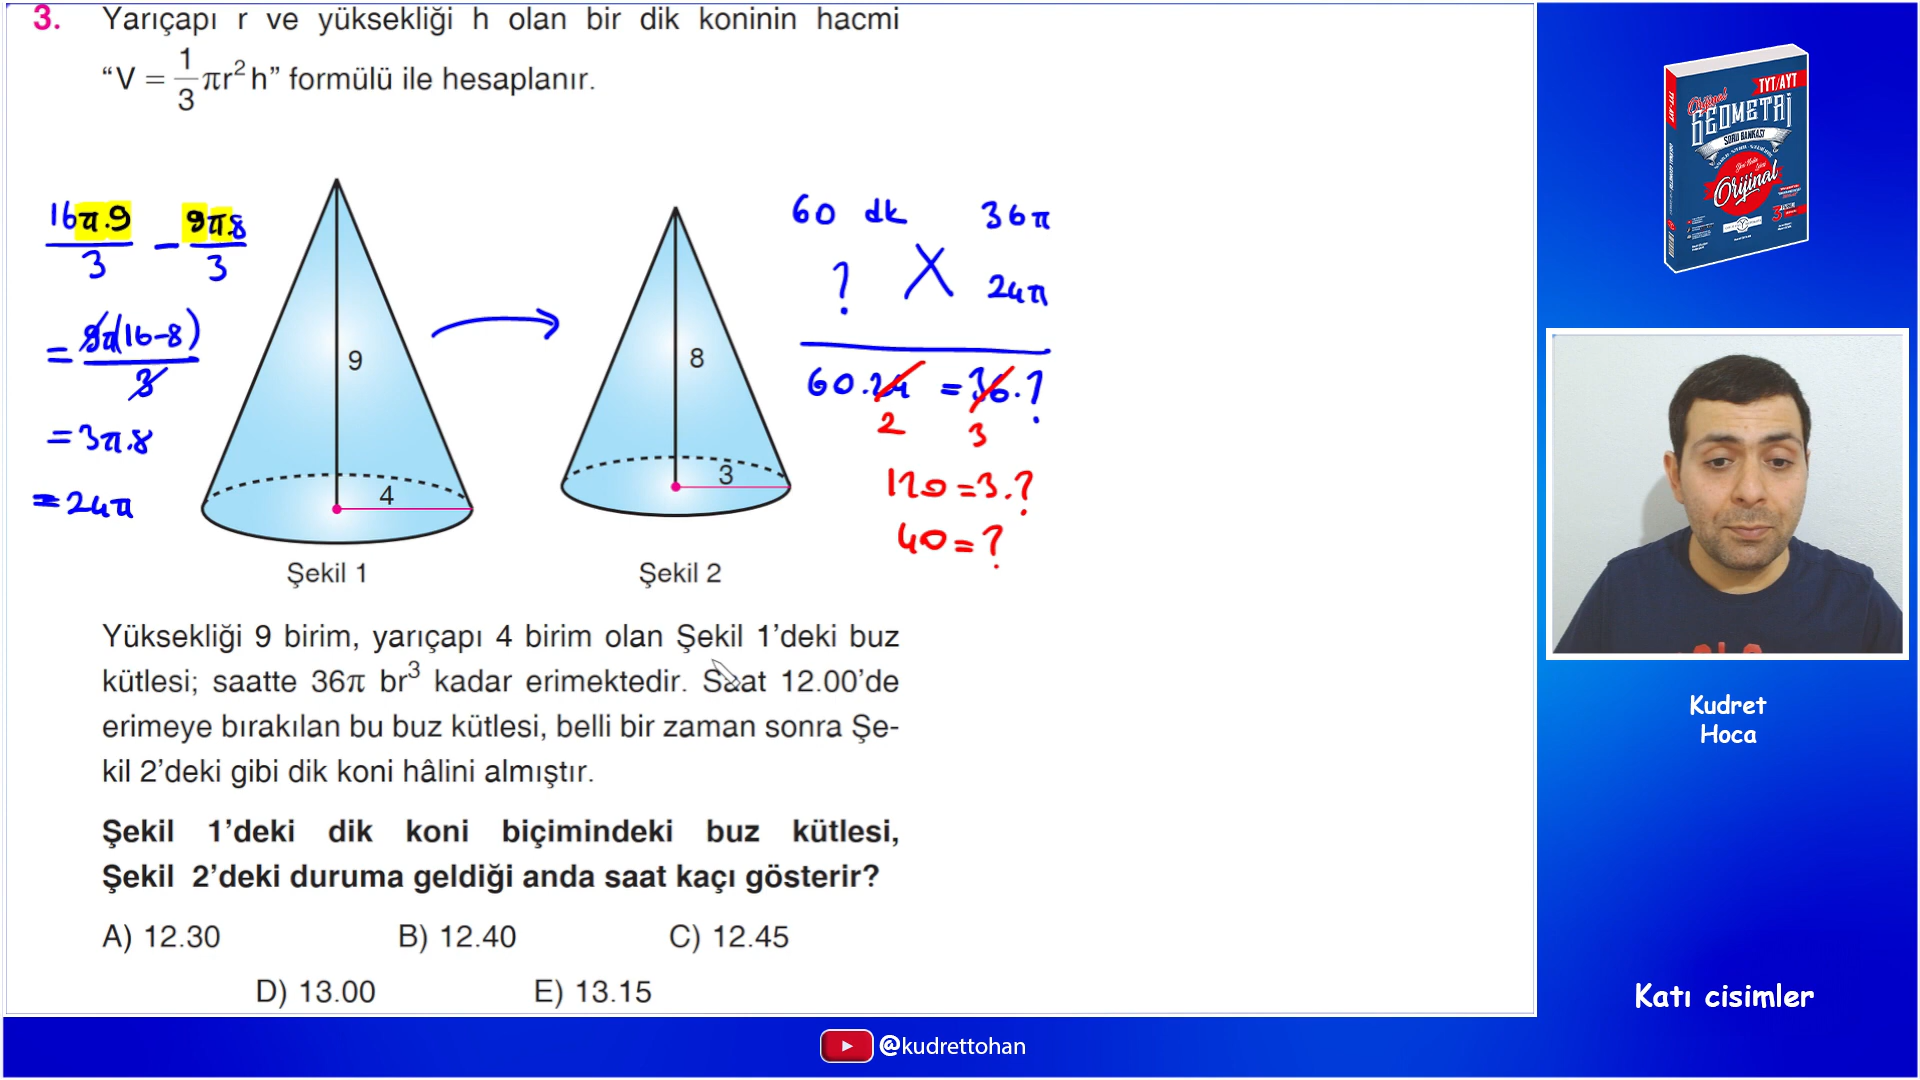 3. Yarıçapı r ve yüksekliği h olan bir dik koninin hacmi
“V = 1/3 πr²h” formülü ile hesaplanır.
16π.9/3 − 9π8/3
= 9π(16-8)/3
= 3π.8
= 24π
9
4
Şekil 1
8
3
Şekil 2
60 dk 36π
? X 24π
60.24 = 36.?
2 3
120 = 3.?
40 = ?
Yüksekliği 9 birim, yarıçapı 4 birim olan Şekil 1’deki buz
kütlesi; saatte 36π br³ kadar erimektedir. Saat 12.00’de
erimeye bırakılan bu buz kütlesi, belli bir zaman sonra Şe-
kil 2’deki gibi dik koni hâlini almıştır.
Şekil 1’deki dik koni biçimindeki buz kütlesi,
Şekil 2’deki duruma geldiği anda saat kaçı gösterir?
A) 12.30 B) 12.40 C) 12.45
D) 13.00 E) 13.15
TYT/AYT
Orijinal
GEOMETRİ
SORU BANKASI
Orijinal
Kudret
Hoca
Katı cisimler
@kudrettohan